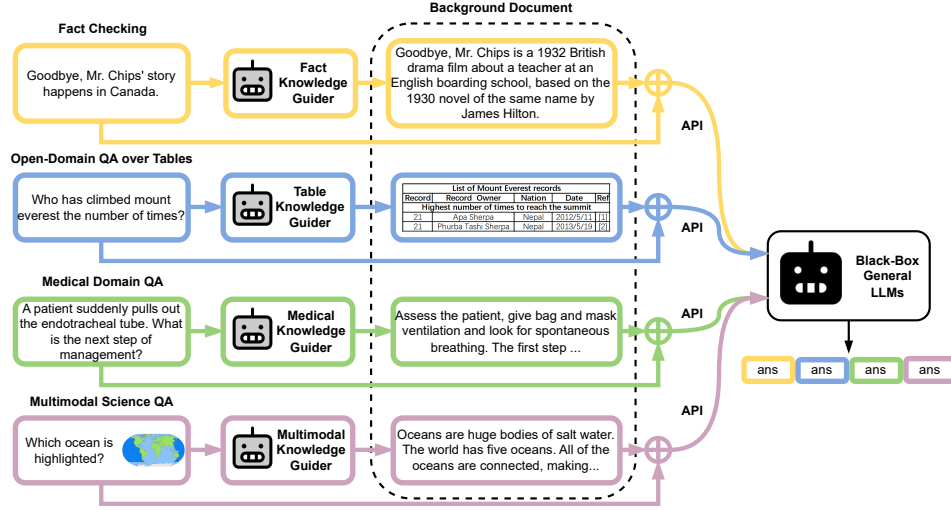 Background Document
Fact Checking
Goodbye, Mr. Chips' story
happens in Canada.
Fact
Knowledge
Guider
Goodbye, Mr. Chips is a 1932 British
drama film about a teacher at an
English boarding school, based on the
1930 novel of the same name by
James Hilton.
API
Open-Domain QA over Tables
Who has climbed mount
everest the number of times?
Table
Knowledge
Guider
List of Mount Everest records
Record Record Owner Nation Date Ref
Highest number of times to reach the summit
21 Apa Sherpa Nepal 2012/5/11 [1]
21 Phurba Tashi Sherpa Nepal 2013/5/19 [2]
API
Medical Domain QA
A patient suddenly pulls out
the endotracheal tube. What
is the next step of
management?
Medical
Knowledge
Guider
Assess the patient, give bag and mask
ventilation and look for spontaneous
breathing. The first step ...
API
Multimodal Science QA
Which ocean is
highlighted?
Multimodal
Knowledge
Guider
Oceans are huge bodies of salt water.
The world has five oceans. All of the
oceans are connected, making...
API
Black-Box
General
LLMs
ans ans ans ans